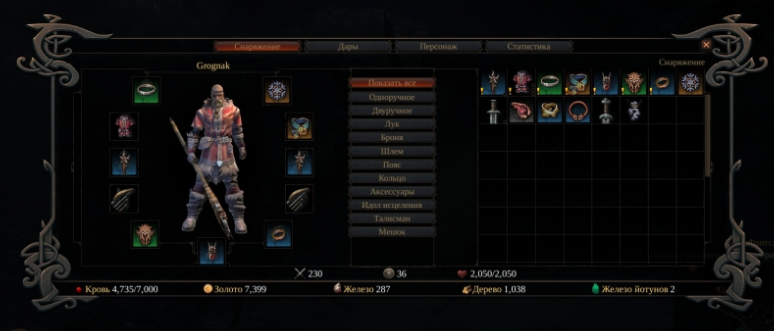 Снаряжение Дары Персонаж Статистика
Grognak
Снаряжение
Показать все
Одноручное
Двуручное
Лук
Броня
Шлем
Пояс
Кольцо
Аксессуары
Идол исцеления
Талисман
Мешок
230 36 2,050/2,050
Кровь 4,735/7,000 Золото 7,399 Железо 287 Дерево 1,038 Железо йотунов 2